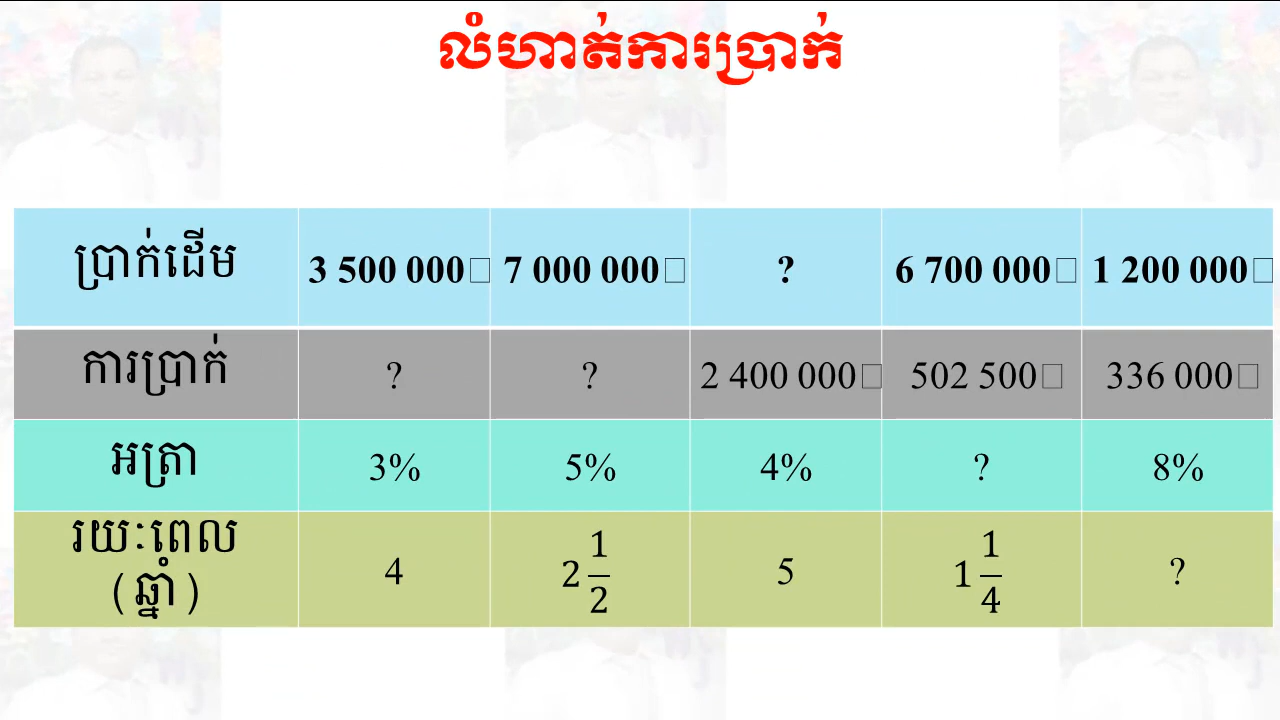 លំហាត់ការប្រាក់
ប្រាក់ដើម 3 500 000 7 000 000 ? 6 700 000 1 200 000
ការប្រាក់ ? ? 2 400 000 502 500 336 000
អត្រា 3% 5% 4% ? 8%
រយៈពេល
(ឆ្នាំ) 4 2 1/2 5 1 1/4 ?